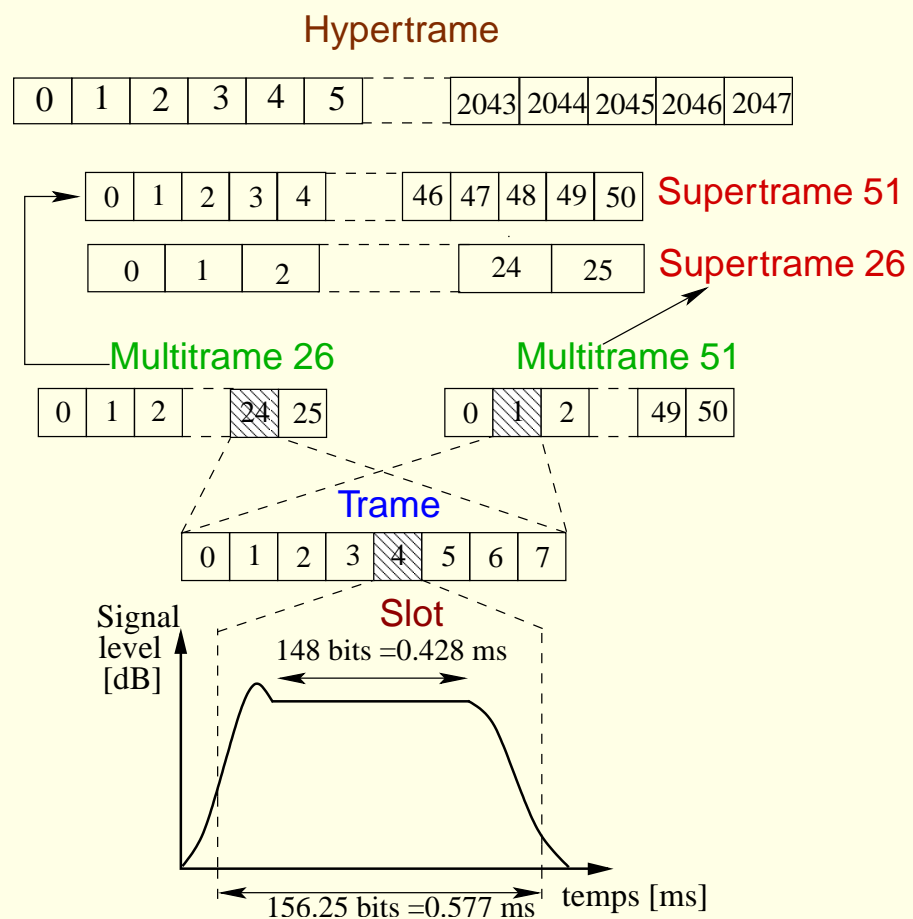 Hypertrame
0 1 2 3 4 5 2043 2044 2045 2046 2047
0 1 2 3 4 46 47 48 49 50 Supertrame 51
0 1 2 24 25 Supertrame 26
Multitrame 26 Multitrame 51
0 1 2 24 25 0 1 2 49 50
Trame
0 1 2 3 4 5 6 7
Slot
Signal
level
[dB]
148 bits =0.428 ms
156.25 bits =0.577 ms
temps [ms]